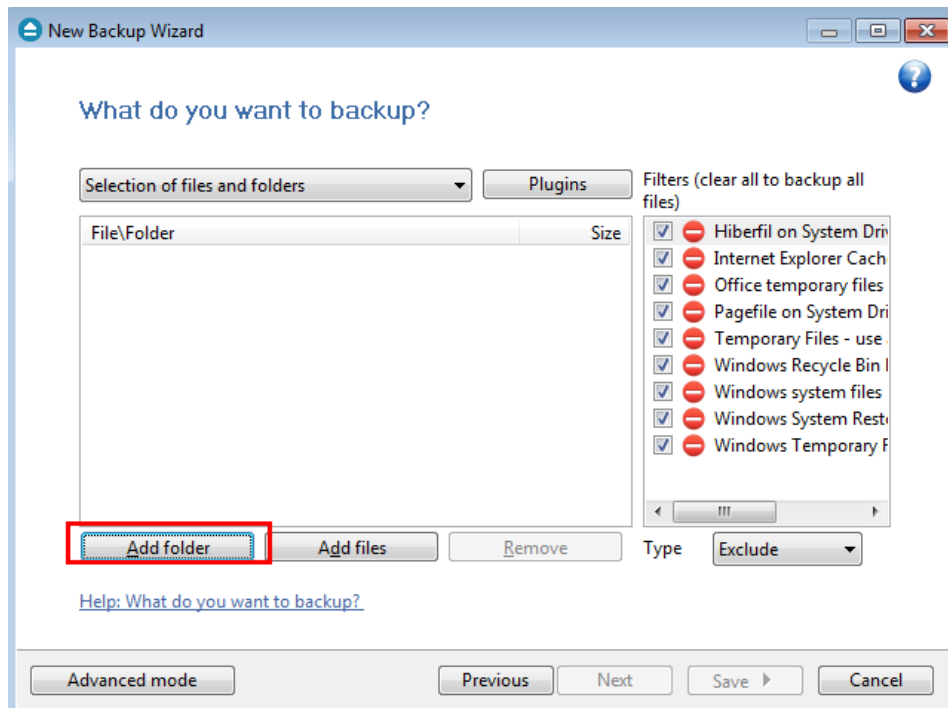 New Backup Wizard
What do you want to backup?
Selection of files and folders
Plugins
Filters (clear all to backup all
files)
File\Folder Size
Hiberfil on System Driv
Internet Explorer Cach
Office temporary files
Pagefile on System Dri
Temporary Files - use
Windows Recycle Bin
Windows system files
Windows System Rest
Windows Temporary F
Add folder Add files Remove
Type Exclude
Help: What do you want to backup?
Advanced mode Previous Next Save Cancel